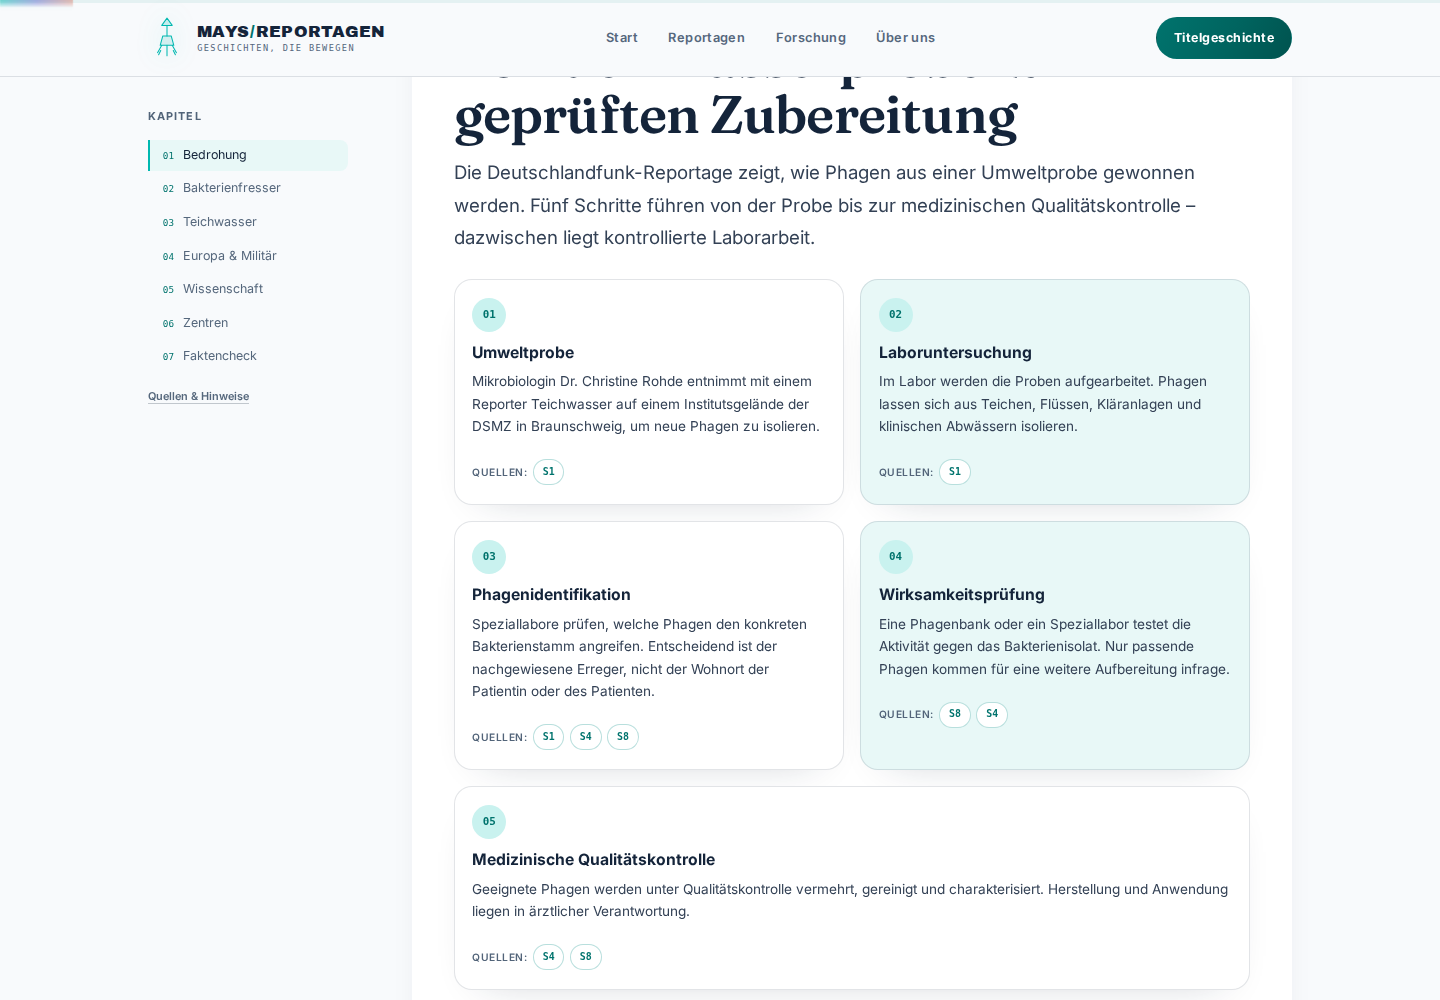 MAYS/REPORTAGEN
GESCHICHTEN, DIE BEWEGEN
Start
Reportagen
Forschung
Über uns
Titelgeschichte
KAPITEL
01 Bedrohung
02 Bakterienfresser
03 Teichwasser
04 Europa & Militär
05 Wissenschaft
06 Zentren
07 Faktencheck
Quellen & Hinweise
geprüften Zubereitung
Die Deutschlandfunk-Reportage zeigt, wie Phagen aus einer Umweltprobe gewonnen
werden. Fünf Schritte führen von der Probe bis zur medizinischen Qualitätskontrolle –
dazwischen liegt kontrollierte Laborarbeit.
01
Umweltprobe
Mikrobiologin Dr. Christine Rohde entnimmt mit einem
Reporter Teichwasser auf einem Institutsgelände der
DSMZ in Braunschweig, um neue Phagen zu isolieren.
QUELLEN: S1
02
Laboruntersuchung
Im Labor werden die Proben aufgearbeitet. Phagen
lassen sich aus Teichen, Flüssen, Kläranlagen und
klinischen Abwässern isolieren.
QUELLEN: S1
03
Phagenidentifikation
Speziallabore prüfen, welche Phagen den konkreten
Bakterienstamm angreifen. Entscheidend ist der
nachgewiesene Erreger, nicht der Wohnort der
Patientin oder des Patienten.
QUELLEN: S1 S4 S8
04
Wirksamkeitsprüfung
Eine Phagenbank oder ein Speziallabor testet die
Aktivität gegen das Bakterienisolat. Nur passende
Phagen kommen für eine weitere Aufbereitung infrage.
QUELLEN: S8 S4
05
Medizinische Qualitätskontrolle
Geeignete Phagen werden unter Qualitätskontrolle vermehrt, gereinigt und charakterisiert. Herstellung und Anwendung
liegen in ärztlicher Verantwortung.
QUELLEN: S4 S8